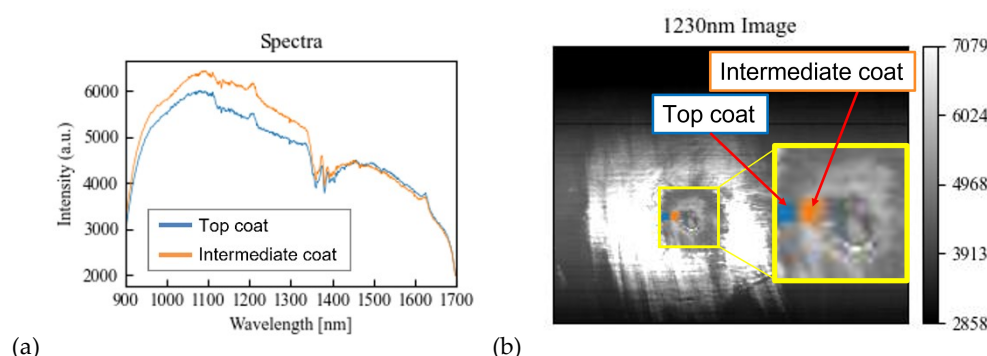 Spectra
Intensity (a.u.)
6000
5000
4000
3000
2000
Top coat
Intermediate coat
900 1000 1100 1200 1300 1400 1500 1600 1700
Wavelength [nm]
(a)
1230nm Image
Intermediate coat
Top coat
7079
6024
4968
3913
2858
(b)